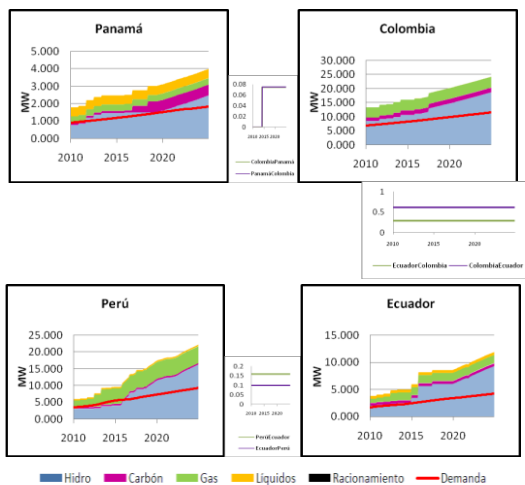 Panamá
MW
5.000
4.000
3.000
2.000
1.000
0.000
2010
2015
2020
0.08
0.06
0.04
0.02
0
2010 2015 2020
ColombiaPanamá
PanamáColombia
Colombia
MW
30.000
25.000
20.000
15.000
10.000
5.000
0.000
2010
2015
2020
1
0.5
0
2010
2015
2020
EcuadorColombia
ColombiaEcuador
Perú
MW
25.000
20.000
15.000
10.000
5.000
0.000
2010
2015
2020
0.2
0.15
0.1
0.05
0
2010 2015 2020
PerúEcuador
EcuadorPerú
Ecuador
MW
15.000
10.000
5.000
0.000
2010
2015
2020
Hidro
Carbón
Gas
Líquidos
Racionamiento
Demanda